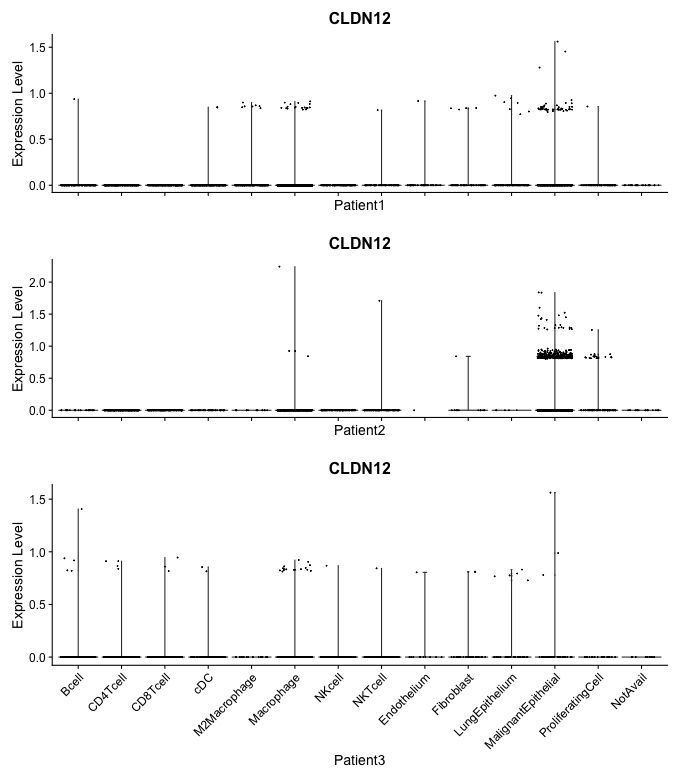 CLDN12
Expression Level
1.5
1.0
0.5
0.0
Patient1
CLDN12
Expression Level
2.0
1.5
1.0
0.5
0.0
Patient2
CLDN12
Expression Level
1.5
1.0
0.5
0.0
Bcell
CD4Tcell
CD8Tcell
cDC
M2Macrophage
Macrophage
NKcell
NKTcell
Endothelium
Fibroblast
LungEpithelium
MalignantEpithelial
ProliferatingCell
NotAvail
Patient3